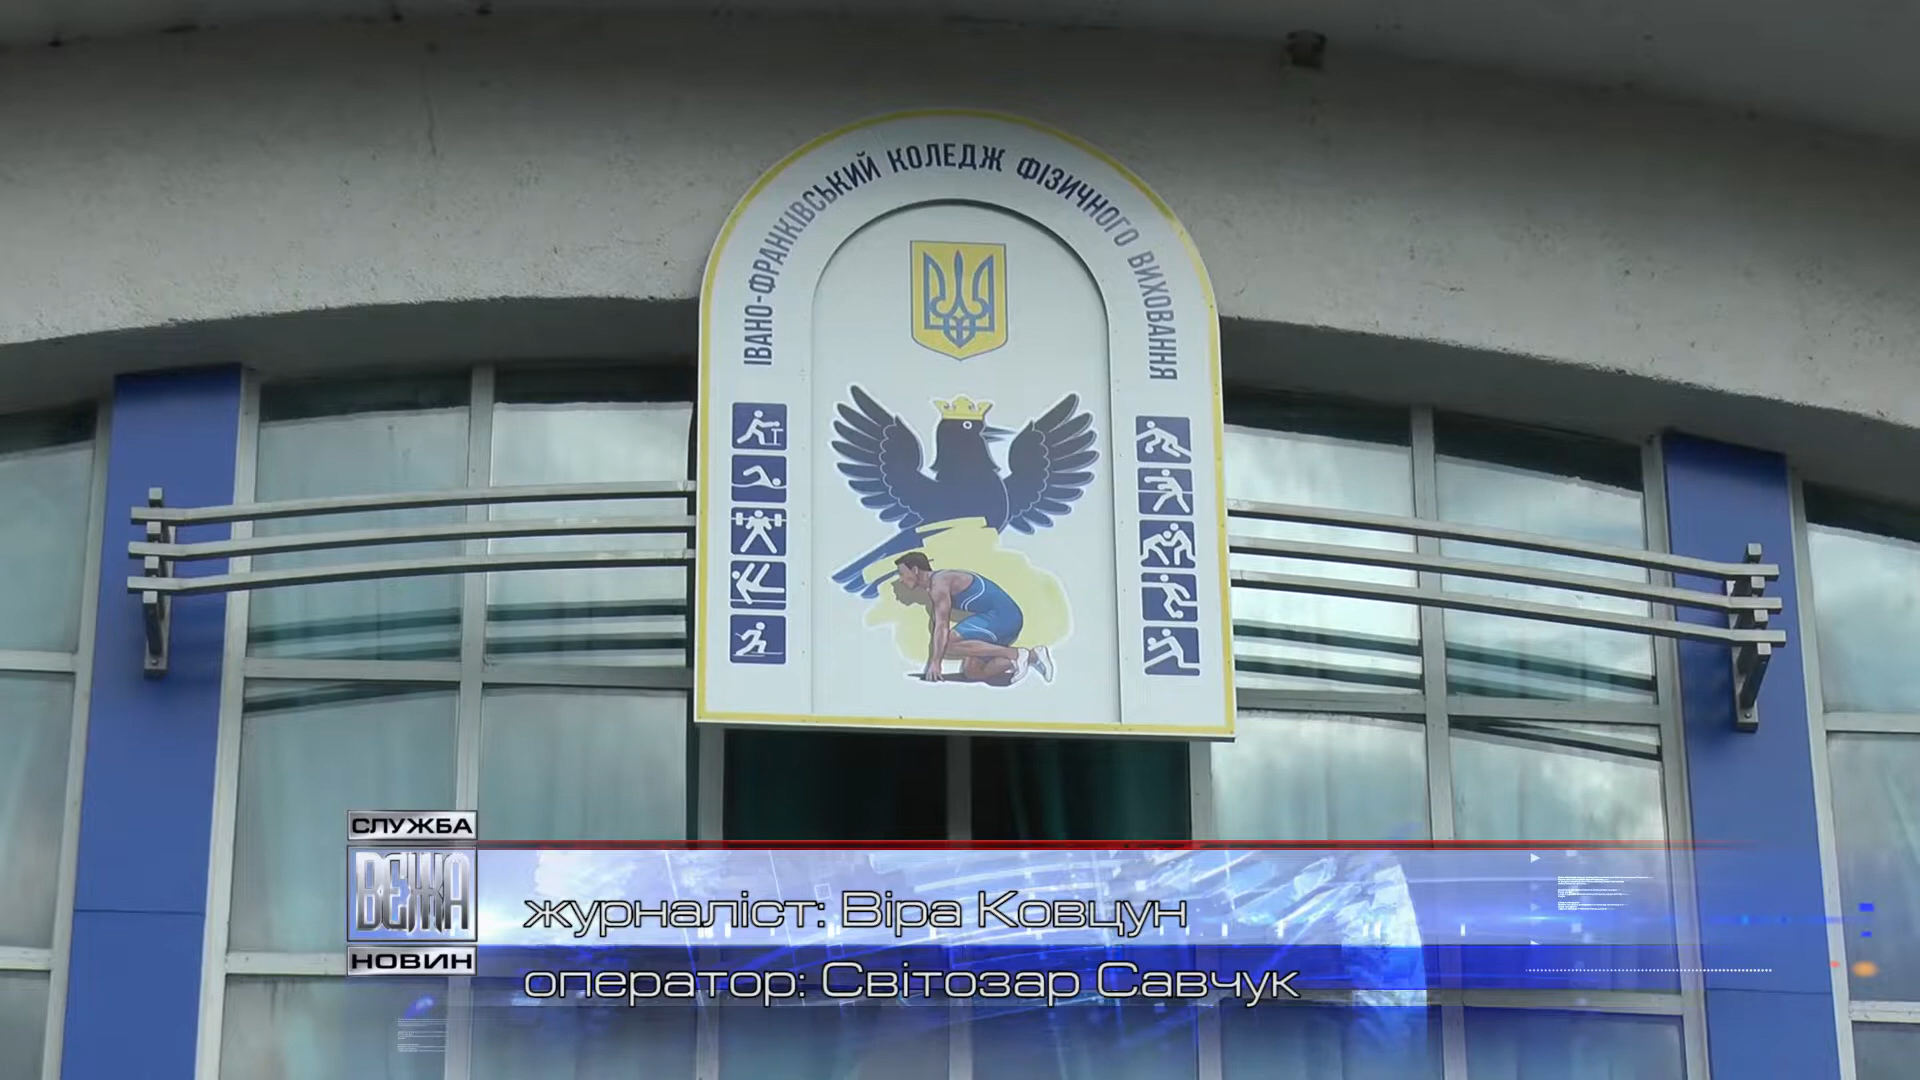 ІВАНО-ФРАНКІВСЬКИЙ КОЛЕДЖ ФІЗИЧНОГО ВИХОВАННЯ
СЛУЖБА
ВЕЖА
НОВИН
журналіст: Віра Ковцун
оператор: Світозар Савчук